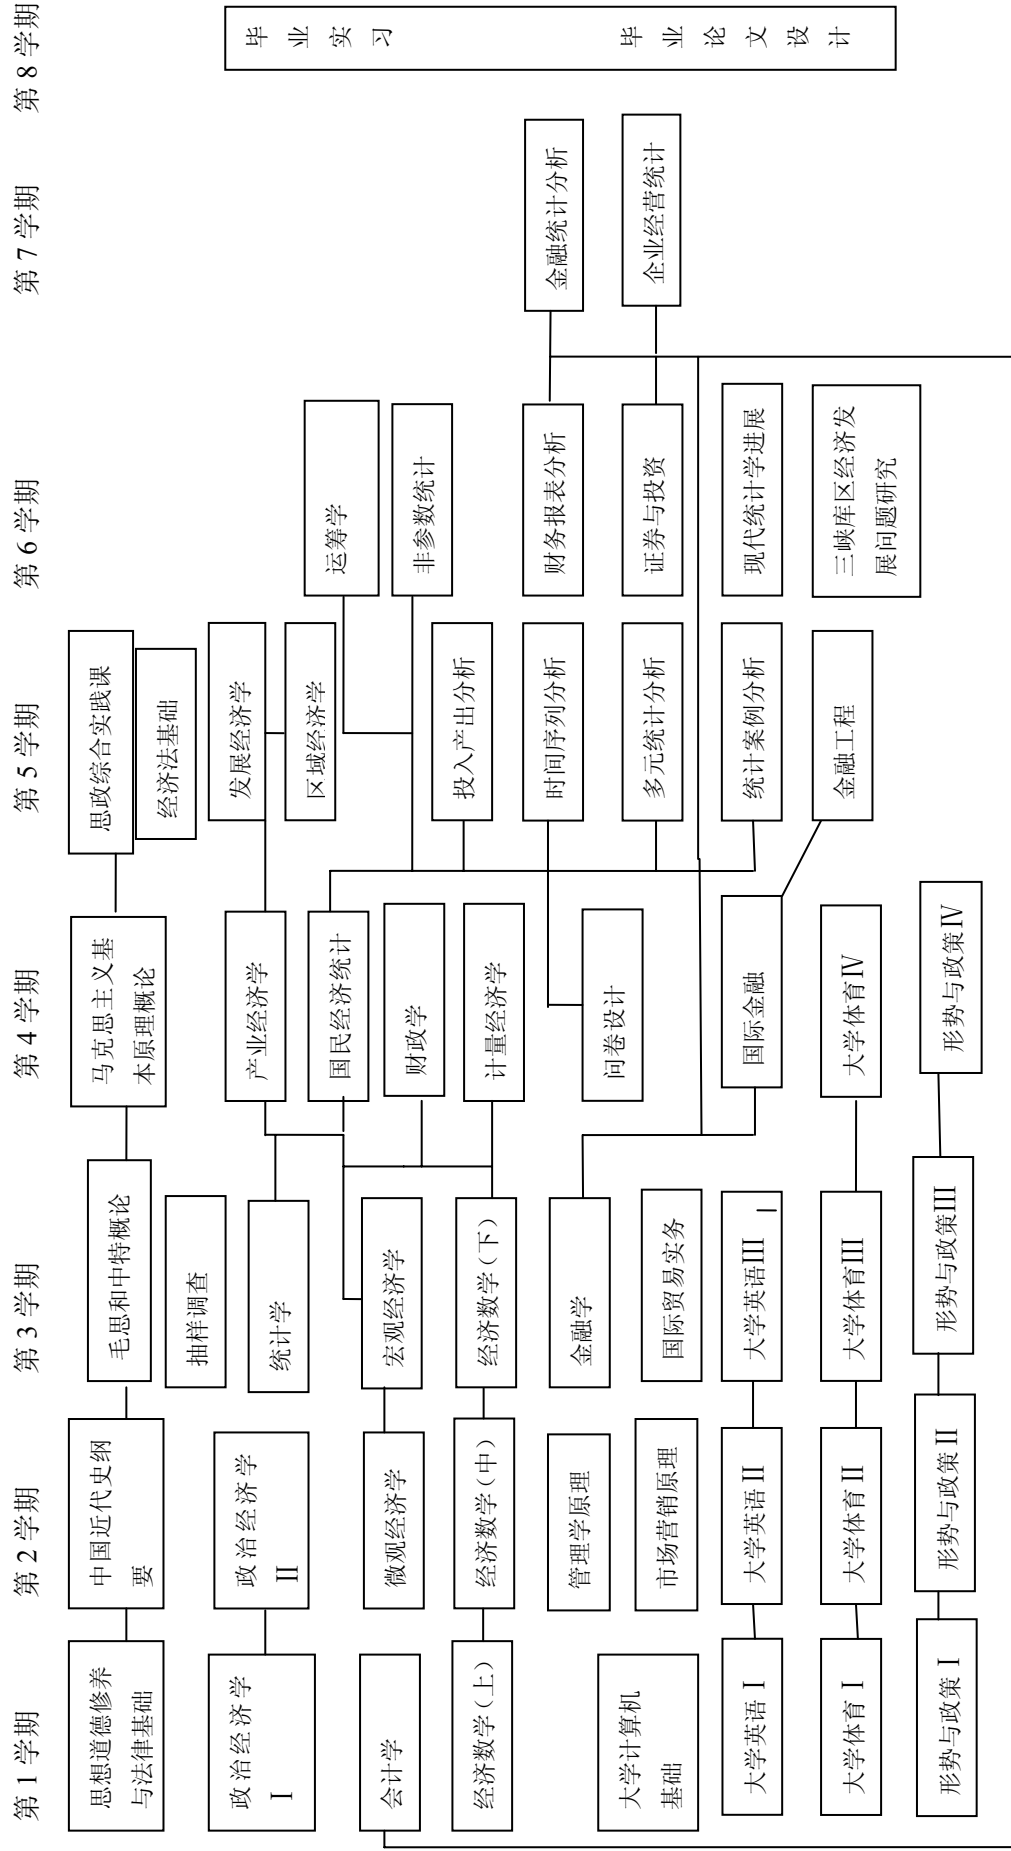 第 1 学期
思想道德修养
与法律基础
政治经济学
I
会计学
经济数学(上)
大学计算机
基础
大学英语 I
大学体育 I
形势与政策 I
第 2 学期
中国近代史纲
要
政治经济学
II
微观经济学
经济数学(中)
管理学原理
市场营销原理
大学英语 II
大学体育 II
形势与政策 II
第 3 学期
毛思和中特概论
抽样调查
统计学
宏观经济学
经济数学(下)
金融学
国际贸易实务
大学英语III
大学体育III
形势与政策III
第 4 学期
马克思主义基
本原理概论
产业经济学
国民经济统计
财政学
计量经济学
问卷设计
国际金融
大学体育IV
形势与政策IV
第 5 学期
思政综合实践课
经济法基础
发展经济学
区域经济学
投入产出分析
时间序列分析
多元统计分析
统计案例分析
金融工程
第 6 学期
运筹学
非参数统计
财务报表分析
证券与投资
现代统计学进展
三峡库区经济发
展问题研究
第 7 学期
金融统计分析
企业经营统计
第 8 学期
毕业实习 毕业论文设计